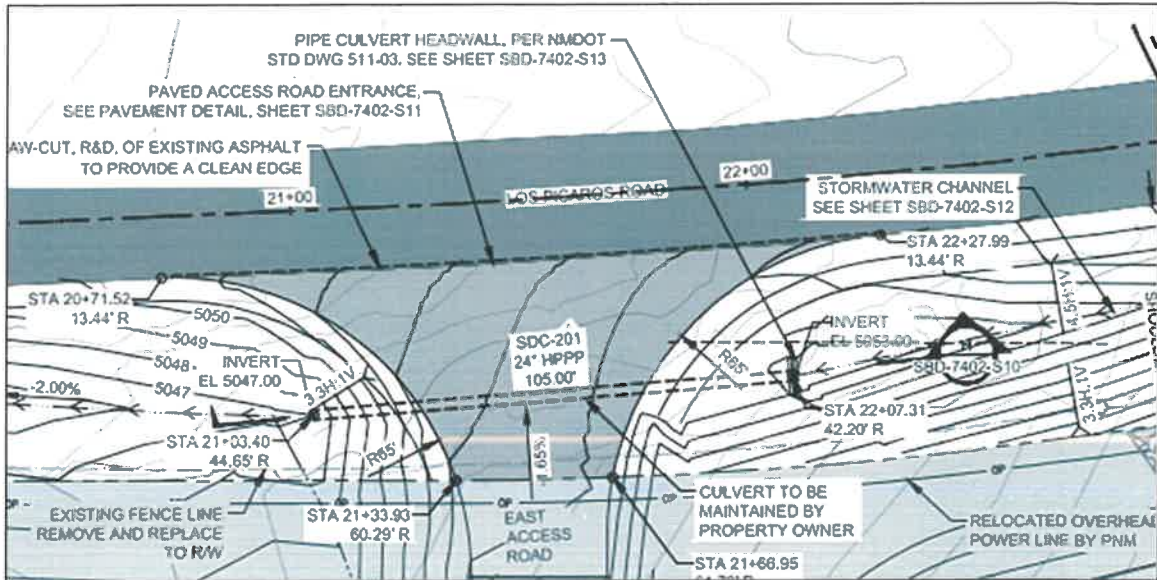 PIPE CULVERT HEADWALL, PER NMDOT
STD DWG 511-03. SEE SHEET SBD-7402-S13
PAVED ACCESS ROAD ENTRANCE,
SEE PAVEMENT DETAIL, SHEET SBD-7402-S11
AW-CUT, R&D, OF EXISTING ASPHALT
TO PROVIDE A CLEAN EDGE
21+00
LOS PICAROS ROAD
22+00
STORMWATER CHANNEL
SEE SHEET SBD-7402-S12
STA 22+27.99
13.44' R
STA 20+71.52
13.44' R
5050
5049
5048
5047
INVERT
EL 5047.00
3.3H:1V
-2.00%
STA 21+03.40
44.65' R
SDC-201
24" HPPP
105.00'
R65'
INVERT
EL 5053.00
4.5H:1V
SBD-7402-S10
3.3H:1V
STA 22+07.31
42.20' R
R65'
.65%
OP
OP
OP
EXISTING FENCE LINE
REMOVE AND REPLACE
TO R/W
STA 21+33.93
60.29' R
EAST
ACCESS
ROAD
CULVERT TO BE
MAINTAINED BY
PROPERTY OWNER
STA 21+66.95
RELOCATED OVERHEA
POWER LINE BY PNM